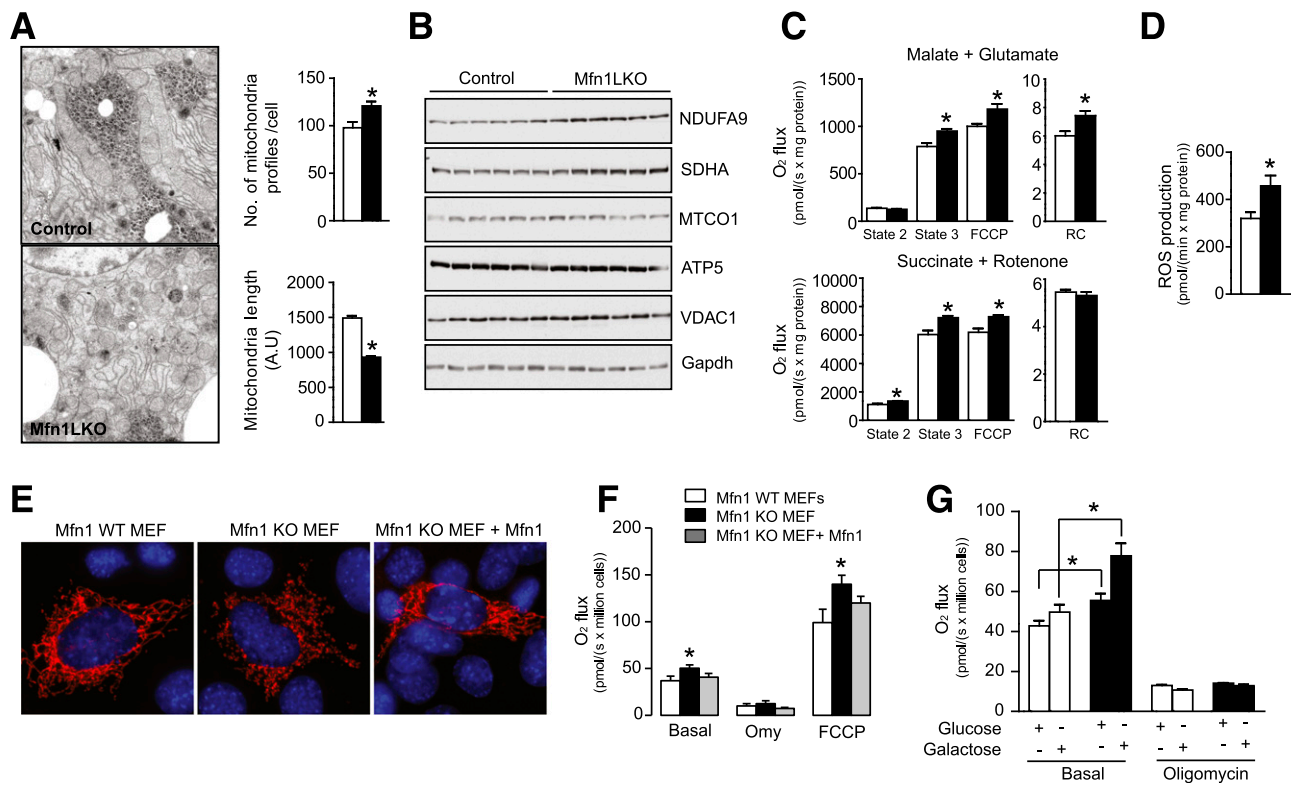 A
Control
Mfn1LKO
No. of mitochondria
profiles /cell
150
100
50
0
*
Mitochondria length
(A.U)
2000
1500
1000
500
0
*
B
Control
Mfn1LKO
NDUFA9
SDHA
MTCO1
ATP5
VDAC1
Gapdh
C
Malate + Glutamate
O2 flux
(pmol/(s x mg protein))
1500
1000
500
0
*
*
State 2
State 3
FCCP
10
8
6
4
2
0
*
RC
Succinate + Rotenone
O2 flux
(pmol/(s x mg protein))
10000
8000
6000
4000
2000
0
*
*
*
State 2
State 3
FCCP
6
4
2
0
RC
D
ROS production
(pmol/(min x mg protein))
600
400
200
0
*
E
Mfn1 WT MEF
Mfn1 KO MEF
Mfn1 KO MEF + Mfn1
F
Mfn1 WT MEFs
Mfn1 KO MEF
Mfn1 KO MEF+ Mfn1
O2 flux
(pmol/(s x million cells))
200
150
100
50
0
*
*
Basal
Omy
FCCP
G
O2 flux
(pmol/(s x million cells))
100
80
60
40
20
0
*
*
Glucose + - + - + - + -
Galactose - + - + - + - +
Basal
Oligomycin